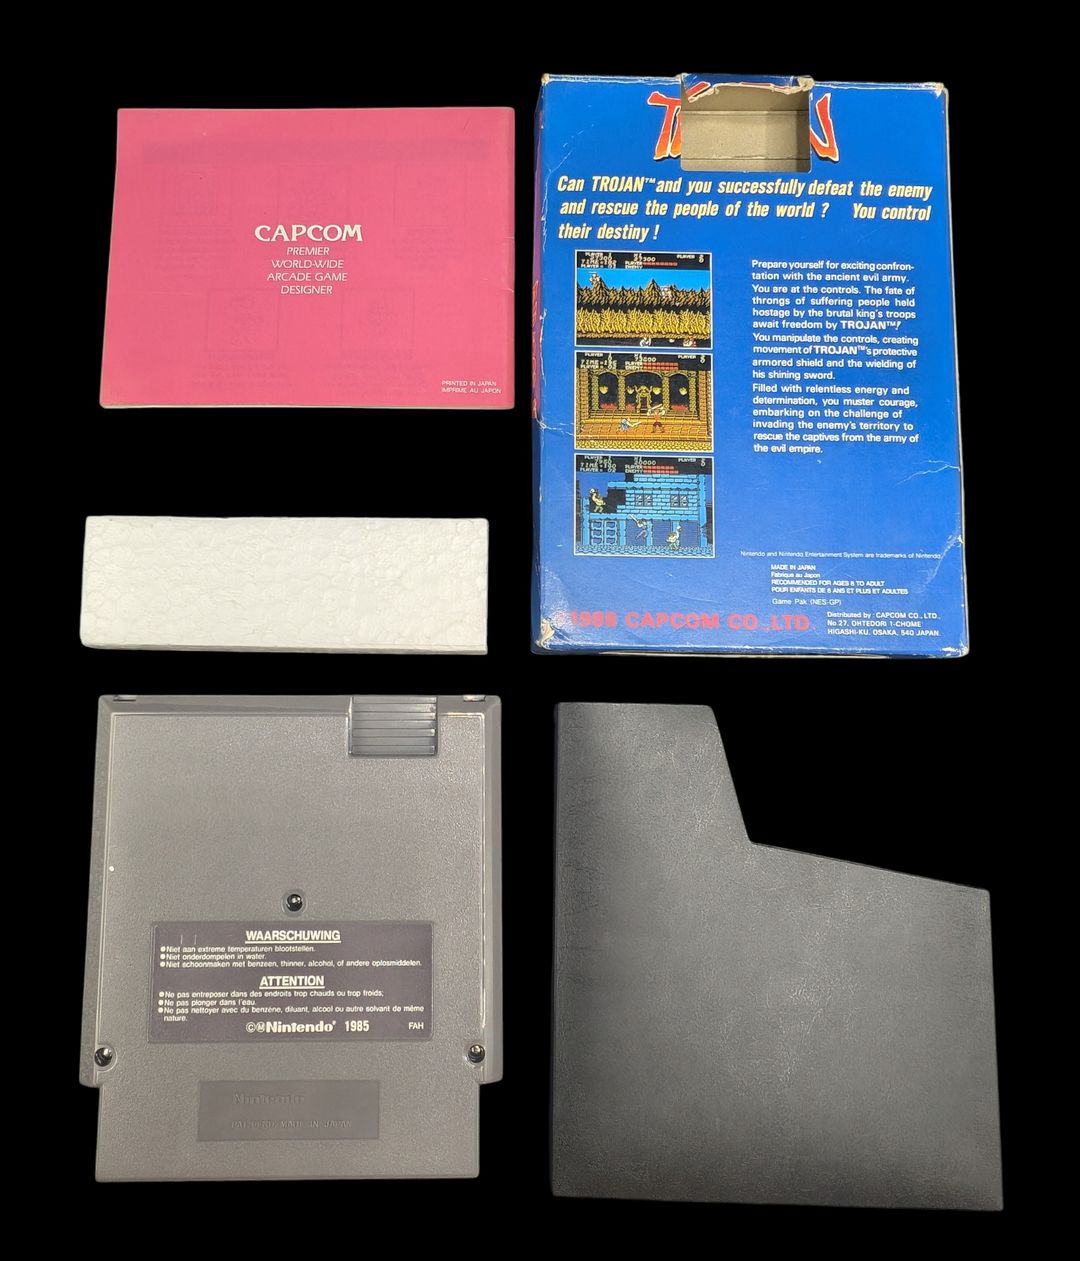 CAPCOM
PREMIER
WORLD-WIDE
ARCADE GAME
DESIGNER
PRINTED IN JAPAN
IMPRIME AU JAPON
Can TROJAN™ and you successfully defeat the enemy
and rescue the people of the world ? You control
their destiny !
Prepare yourself for exciting confron-
tation with the ancient evil army.
You are at the controls. The fate of
throngs of suffering people held
hostage by the brutal king's troops
await freedom by TROJAN™!
You manipulate the controls, creating
movement of TROJAN™'s protective
armored shield and the wielding of
his shining sword.
Filled with relentless energy and
determination, you muster courage,
embarking on the challenge of
invading the enemy's territory to
rescue the captives from the army of
the evil empire.
Nintendo and Nintendo Entertainment System are trademarks of Nintendo.
MADE IN JAPAN
Fabriqué au Japon
RECOMMENDED FOR AGES 8 TO ADULT
POUR ENFANTS DE 8 ANS ET PLUS ET ADULTES
Game Pak (NES-GP)
©1989 CAPCOM CO.,LTD.
Distributed by : CAPCOM CO., LTD.
No.27, OHTEDORI 1-CHOME
HIGASHI-KU, OSAKA, 540 JAPAN.
WAARSCHUWING
●Niet aan extreme temperaturen blootstellen.
●Niet onderdompelen in water.
●Niet schoonmaken met benzeen, thinner, alcohol, of andere oplosmiddelen.
ATTENTION
●Ne pas entreposer dans des endroits trop chauds ou trop froids;
●Ne pas plonger dans l'eau.
●Ne pas nettoyer avec du benzène, diluant, alcool ou autre solvant de même
nature.
©ⓂNintendo® 1985
FAH
Nintendo
PAT. PEND. MADE IN JAPAN